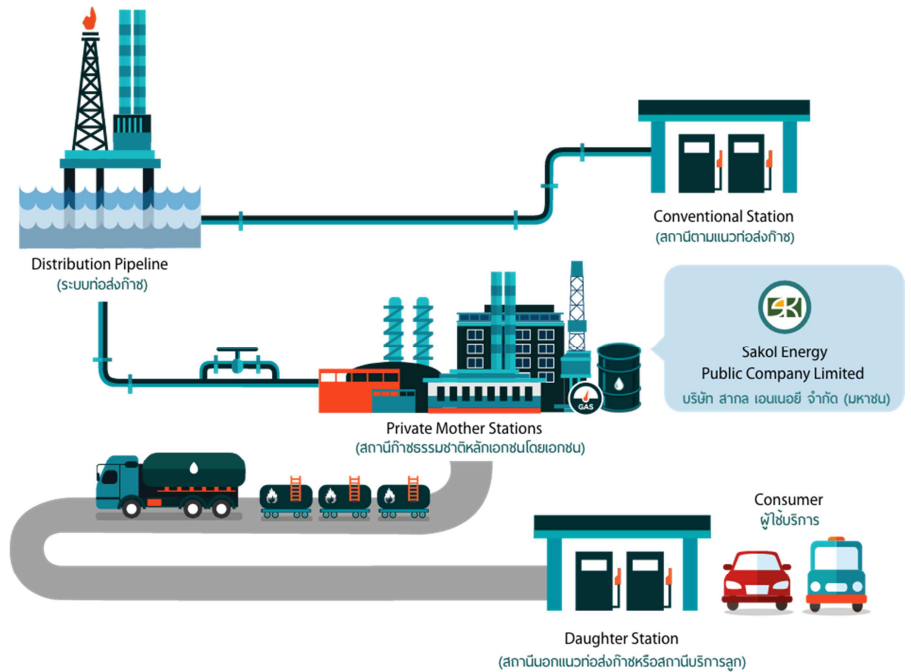 Conventional Station
(สถานีตามแนวท่อส่งก๊าซ)
Distribution Pipeline
(ระบบท่อส่งก๊าซ)
Sakol Energy
Public Company Limited
บริษัท สากล เอนเนอยี จำกัด (มหาชน)
GAS
Private Mother Stations
(สถานีก๊าซธรรมชาติหลักเอกชนโดยเอกชน)
Consumer
ผู้ใช้บริการ
Daughter Station
(สถานีนอกแนวท่อส่งก๊าซหรือสถานีบริการลูก)